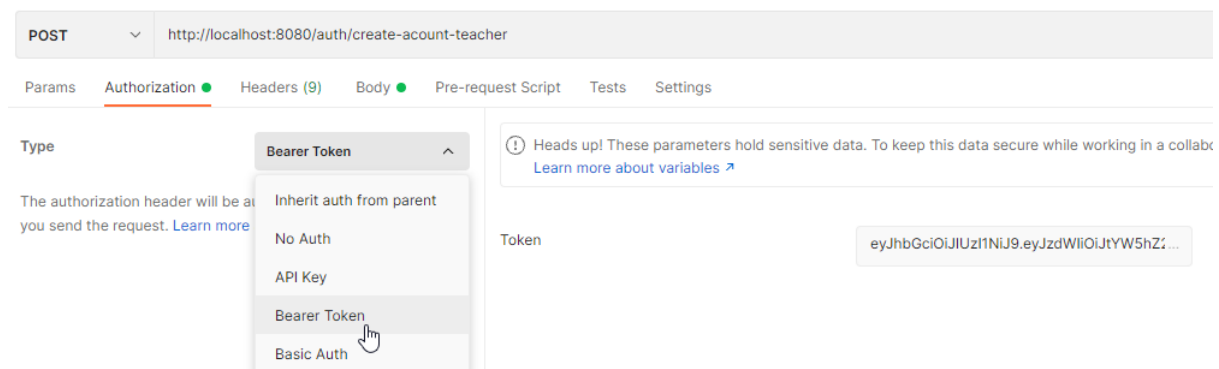 POST http://localhost:8080/auth/create-acount-teacher
Params Authorization Headers (9) Body Pre-request Script Tests Settings
Type Bearer Token
Heads up! These parameters hold sensitive data. To keep this data secure while working in a collabo
Learn more about variables ↗
The authorization header will be au
you send the request. Learn more
Inherit auth from parent
No Auth
API Key
Bearer Token
Basic Auth
Token eyJhbGciOiJIUzI1NiJ9.eyJzdWIiOiJtYW5hZ2...